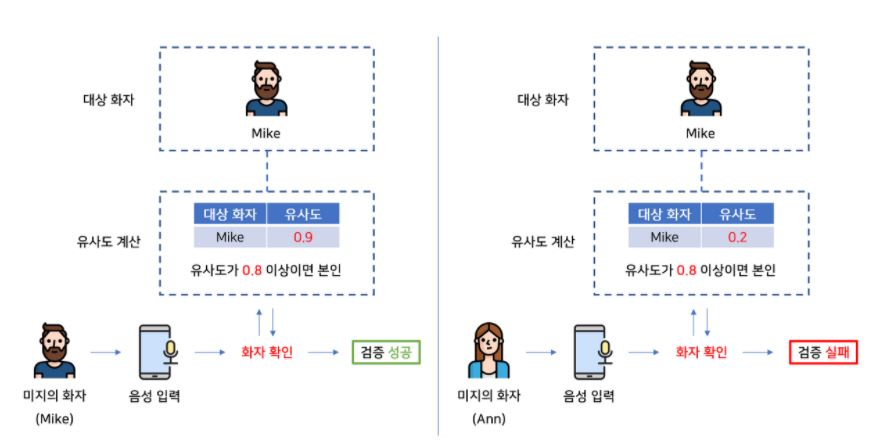 대상 화자
Mike
유사도 계산
대상 화자 유사도
Mike 0.9
유사도가 0.8 이상이면 본인
화자 확인
검증 성공
미지의 화자
(Mike)
음성 입력
대상 화자
Mike
유사도 계산
대상 화자 유사도
Mike 0.2
유사도가 0.8 이상이면 본인
화자 확인
검증 실패
미지의 화자
(Ann)
음성 입력